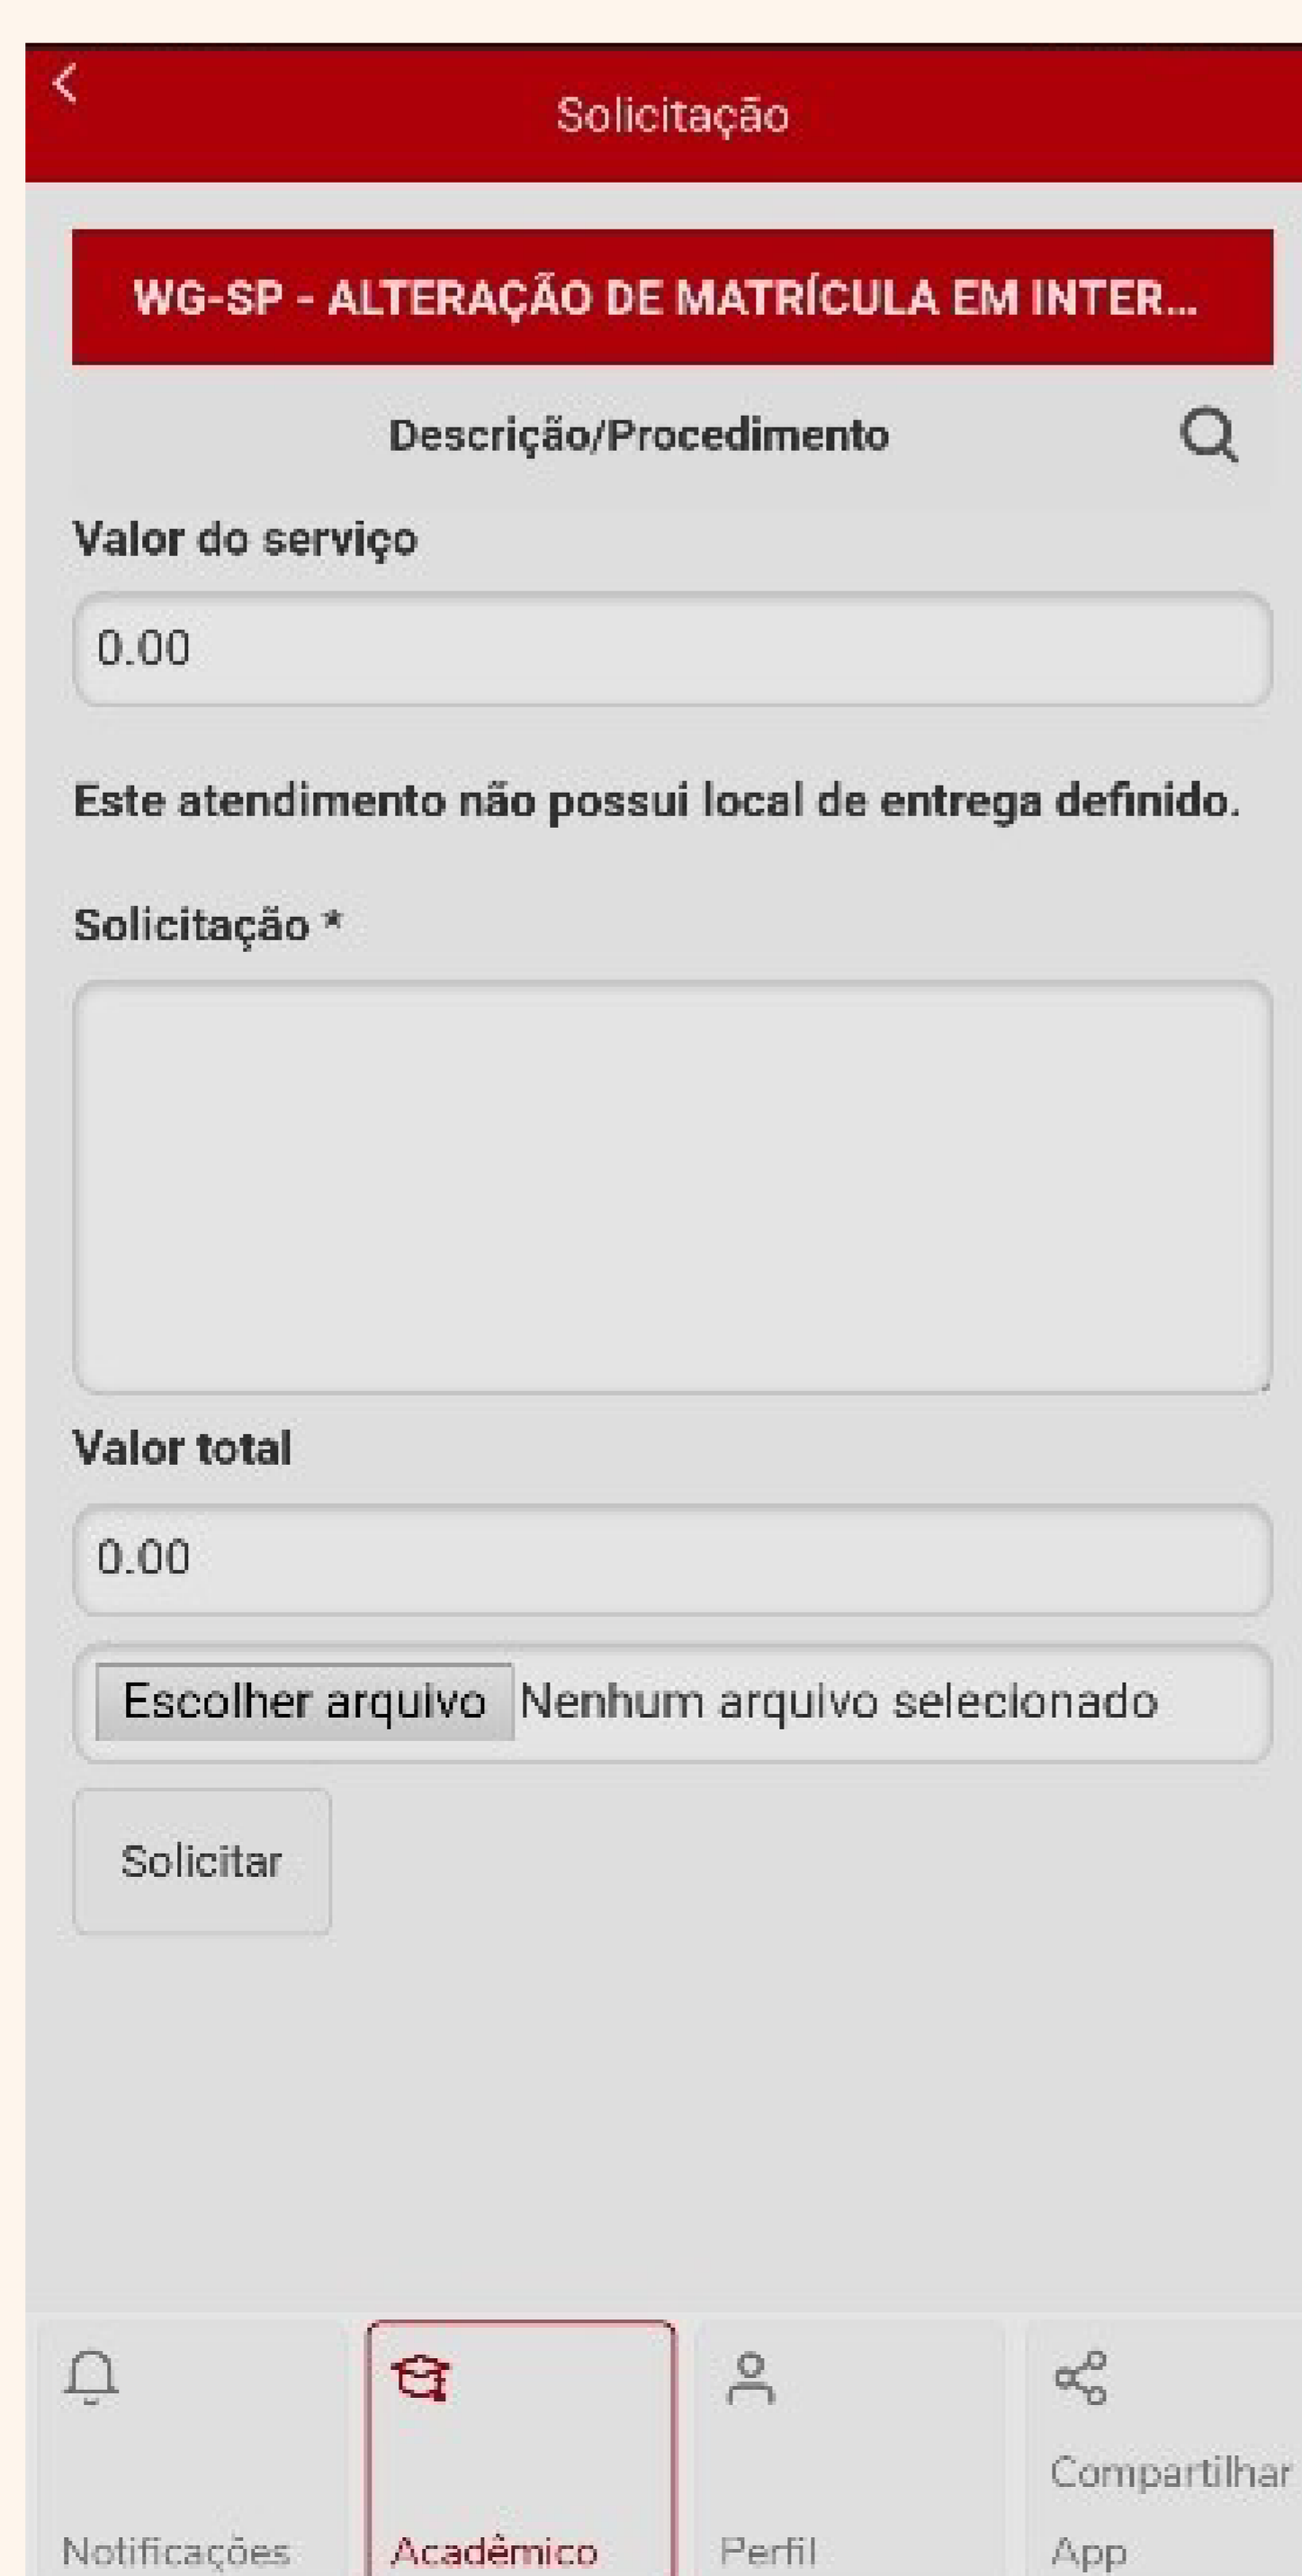 Solicitação
WG-SP - ALTERAÇÃO DE MATRÍCULA EM INTER...
Descrição/Procedimento
Valor do serviço
0.00
Este atendimento não possui local de entrega definido.
Solicitação *
Valor total
0.00
Escolher arquivo Nenhum arquivo selecionado
Solicitar
Compartilhar
Notificações Acadêmico Perfil App